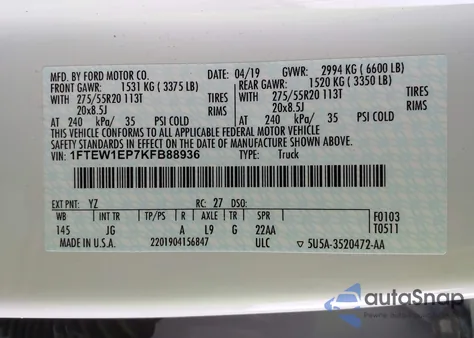 MFD. BY FORD MOTOR CO.
DATE: 04/19 GVWR: 2994 KG (6600 LB)
FRONT GAWR: 1531 KG (3375 LB) REAR GAWR: 1520 KG (3350 LB)
WITH 275/55R20 113T TIRES WITH 275/55R20 113T TIRES
20x8.5J RIMS 20x8.5J RIMS
AT 240 kPa/ 35 PSI COLD AT 240 kPa/ 35 PSI COLD
THIS VEHICLE CONFORMS TO ALL APPLICABLE FEDERAL MOTOR VEHICLE
SAFETY STANDARDS IN EFFECT ON THE DATE OF MANUFACTURE SHOWN ABOVE.
VIN: 1FTEW1EP7KFB88936 TYPE: Truck
EXT PNT: YZ RC: 27 DSO:
WB INT TR TP/PS R AXLE TR SPR F0103
145 JG A L9 G 22AA T0511
MADE IN U.S.A. 2201904156847 ULC 5U5A-3520472-AA
autoSnap